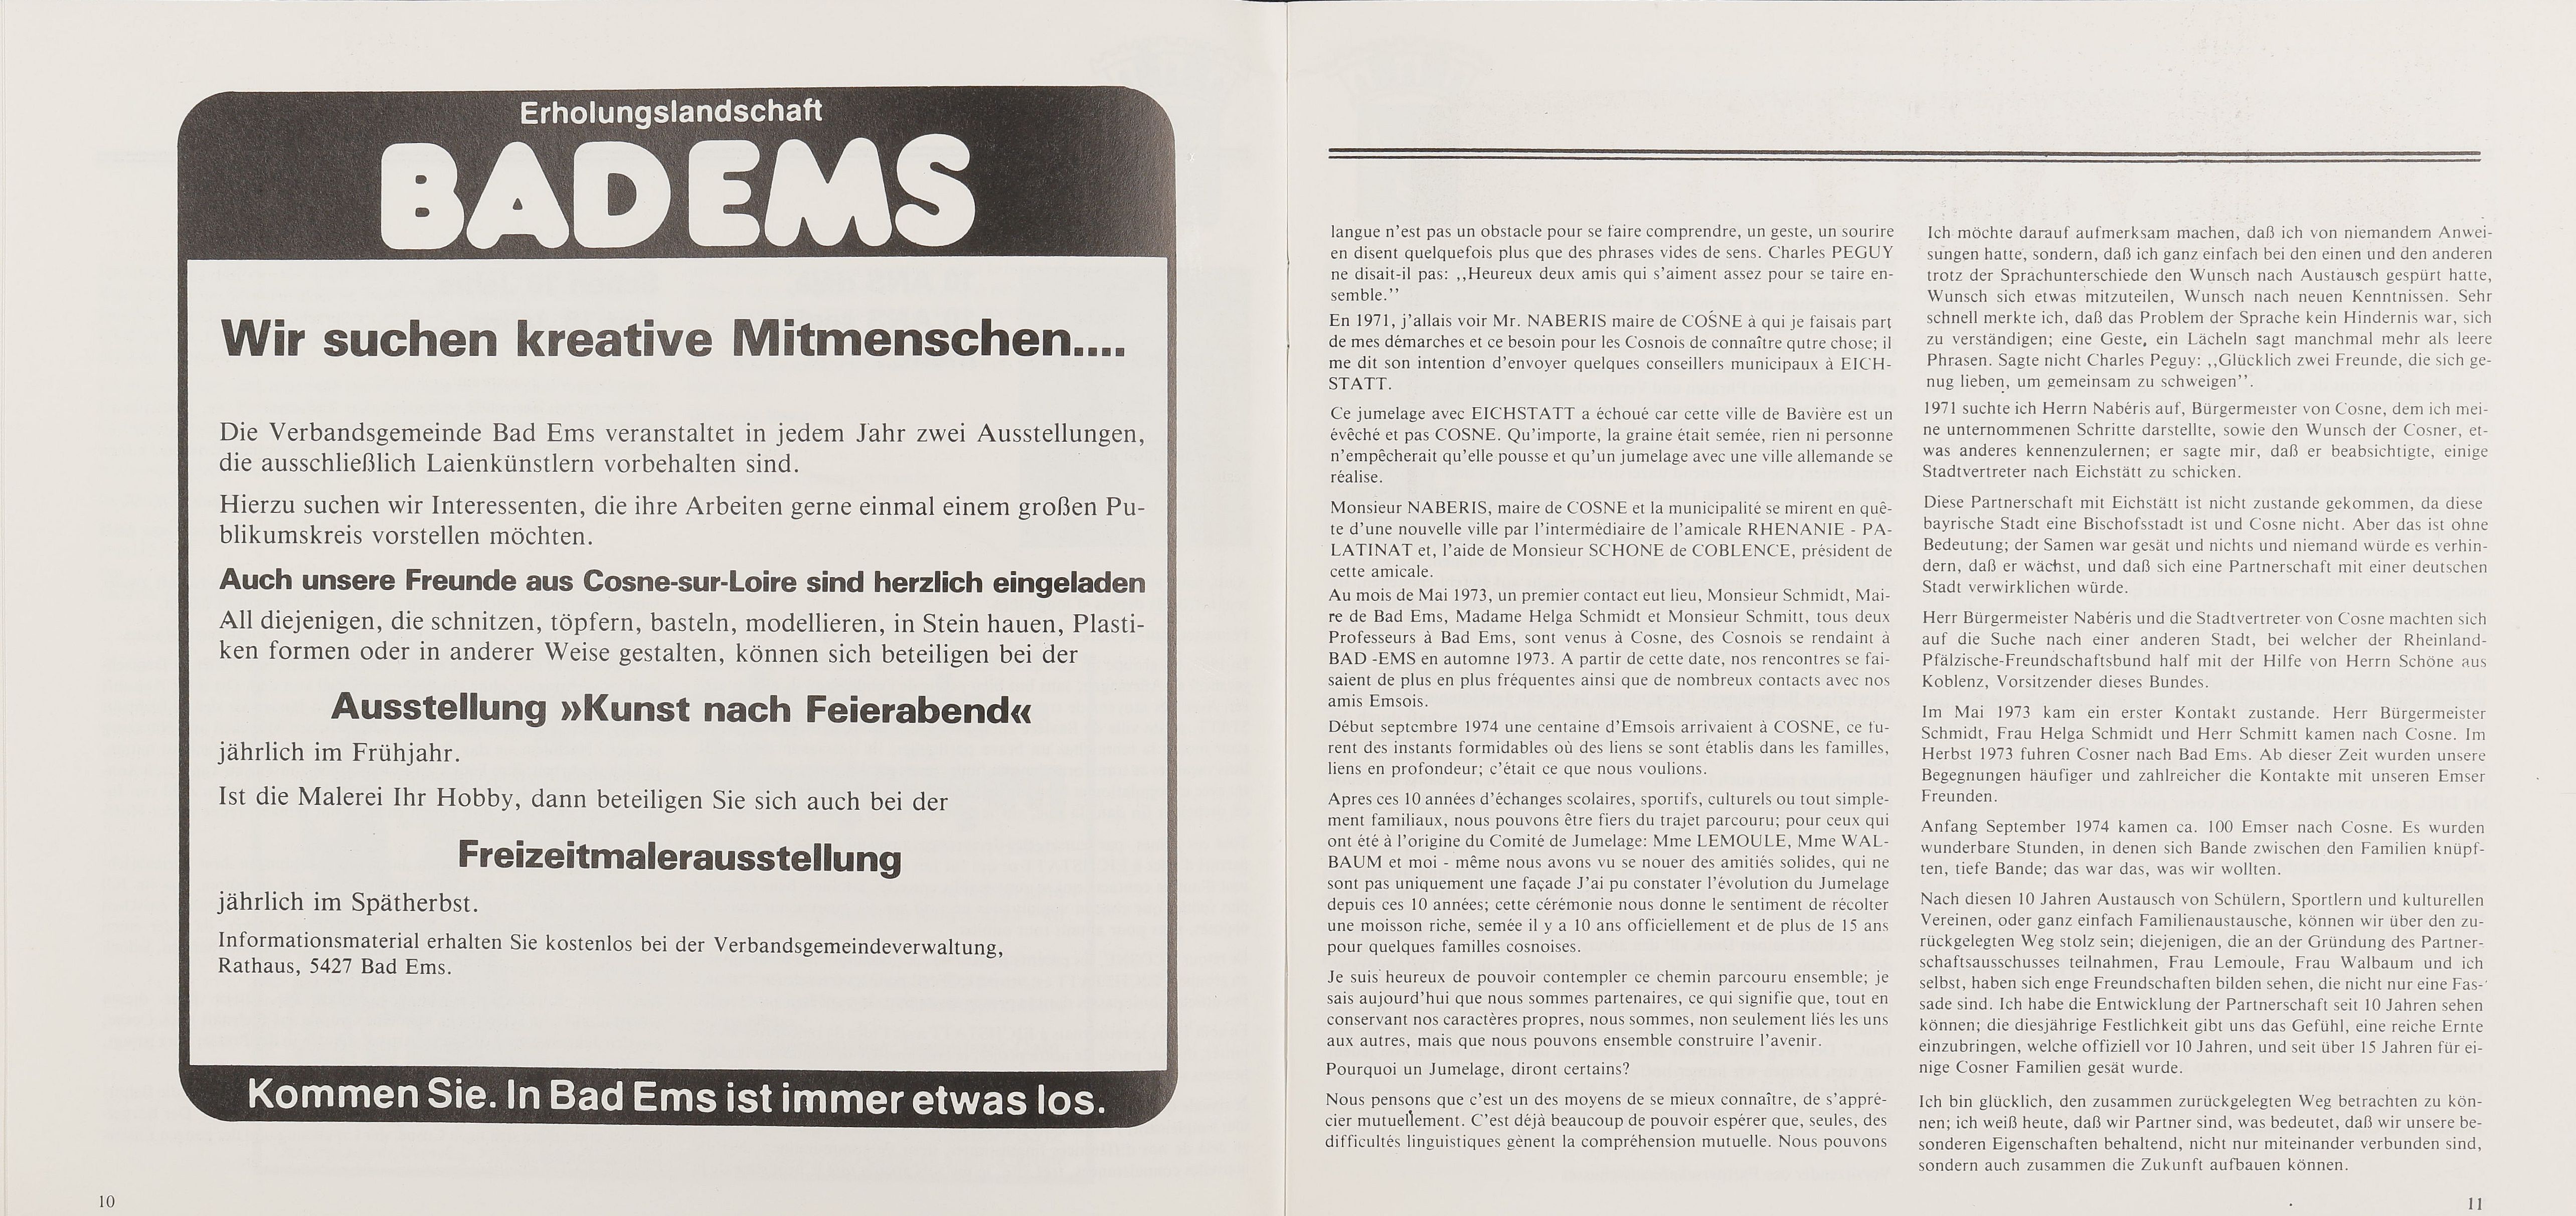 Erholungslandschaft
BAD EMS
Wir suchen kreative Mitmenschen....
Die Verbandsgemeinde Bad Ems veranstaltet in jedem Jahr zwei Ausstellungen,
die ausschließlich Laienkünstlern vorbehalten sind.
Hierzu suchen wir Interessenten, die ihre Arbeiten gerne einmal einem großen Pu-
blikumskreis vorstellen möchten.
Auch unsere Freunde aus Cosne-sur-Loire sind herzlich eingeladen
All diejenigen, die schnitzen, töpfern, basteln, modellieren, in Stein hauen, Plasti-
ken formen oder in anderer Weise gestalten, können sich beteiligen bei der
Ausstellung »Kunst nach Feierabend«
jährlich im Frühjahr.
Ist die Malerei Ihr Hobby, dann beteiligen Sie sich auch bei der
Freizeitmalerausstellung
jährlich im Spätherbst.
Informationsmaterial erhalten Sie kostenlos bei der Verbandsgemeindeverwaltung,
Rathaus, 5427 Bad Ems.
Kommen Sie. In Bad Ems ist immer etwas los.
10
langue n'est pas un obstacle pour se faire comprendre, un geste, un sourire
en disent quelquefois plus que des phrases vides de sens. Charles PEGUY
ne disait-il pas: ,,Heureux deux amis qui s'aiment assez pour se taire en-
semble.''
En 1971, j'allais voir Mr. NABERIS maire de COSNE à qui je faisais part
de mes démarches et ce besoin pour les Cosnois de connaître qutre chose; il
me dit son intention d'envoyer quelques conseillers municipaux à EICH-
STATT.
Ce jumelage avec EICHSTATT a échoué car cette ville de Bavière est un
évêché et pas COSNE. Qu'importe, la graine était semée, rien ni personne
n'empêcherait qu'elle pousse et qu'un jumelage avec une ville allemande se
réalise.
Monsieur NABERIS, maire de COSNE et la municipalité se mirent en quê-
te d'une nouvelle ville par l'intermédiaire de l'amicale RHENANIE - PA-
LATINAT et, l'aide de Monsieur SCHONE de COBLENCE, président de
cette amicale.
Au mois de Mai 1973, un premier contact eut lieu, Monsieur Schmidt, Mai-
re de Bad Ems, Madame Helga Schmidt et Monsieur Schmitt, tous deux
Professeurs à Bad Ems, sont venus à Cosne, des Cosnois se rendaint à
BAD -EMS en automne 1973. A partir de cette date, nos rencontres se fai-
saient de plus en plus fréquentes ainsi que de nombreux contacts avec nos
amis Emsois.
Début septembre 1974 une centaine d'Emsois arrivaient à COSNE, ce fu-
rent des instants formidables où des liens se sont établis dans les familles,
liens en profondeur; c'était ce que nous voulions.
Apres ces 10 années d'échanges scolaires, sportifs, culturels ou tout simple-
ment familiaux, nous pouvons être fiers du trajet parcouru; pour ceux qui
ont été à l'origine du Comité de Jumelage: Mme LEMOULE, Mme WAL-
BAUM et moi - même nous avons vu se nouer des amitiés solides, qui ne
sont pas uniquement une façade J'ai pu constater l'évolution du Jumelage
depuis ces 10 années; cette cérémonie nous donne le sentiment de récolter
une moisson riche, semée il y a 10 ans officiellement et de plus de 15 ans
pour quelques familles cosnoises.
Je suis heureux de pouvoir contempler ce chemin parcouru ensemble; je
sais aujourd'hui que nous sommes partenaires, ce qui signifie que, tout en
conservant nos caractères propres, nous sommes, non seulement liés les uns
aux autres, mais que nous pouvons ensemble construire l'avenir.
Pourquoi un Jumelage, diront certains?
Nous pensons que c'est un des moyens de se mieux connaître, de s'appré-
cier mutuellement. C'est déjà beaucoup de pouvoir espérer que, seules, des
difficultés linguistiques gènent la compréhension mutuelle. Nous pouvons
Ich möchte darauf aufmerksam machen, daß ich von niemandem Anwei-
sungen hatte, sondern, daß ich ganz einfach bei den einen und den anderen
trotz der Sprachunterschiede den Wunsch nach Austausch gespürt hatte,
Wunsch sich etwas mitzuteilen, Wunsch nach neuen Kenntnissen. Sehr
schnell merkte ich, daß das Problem der Sprache kein Hindernis war, sich
zu verständigen; eine Geste, ein Lächeln sagt manchmal mehr als leere
Phrasen. Sagte nicht Charles Peguy: ,,Glücklich zwei Freunde, die sich ge-
nug lieben, um gemeinsam zu schweigen''.
1971 suchte ich Herrn Nabéris auf, Bürgermeister von Cosne, dem ich mei-
ne unternommenen Schritte darstellte, sowie den Wunsch der Cosner, et-
was anderes kennenzulernen; er sagte mir, daß er beabsichtigte, einige
Stadtvertreter nach Eichstätt zu schicken.
Diese Partnerschaft mit Eichstätt ist nicht zustande gekommen, da diese
bayrische Stadt eine Bischofsstadt ist und Cosne nicht. Aber das ist ohne
Bedeutung; der Samen war gesät und nichts und niemand würde es verhin-
dern, daß er wächst, und daß sich eine Partnerschaft mit einer deutschen
Stadt verwirklichen würde.
Herr Bürgermeister Nabéris und die Stadtvertreter von Cosne machten sich
auf die Suche nach einer anderen Stadt, bei welcher der Rheinland-
Pfälzische-Freundschaftsbund half mit der Hilfe von Herrn Schöne aus
Koblenz, Vorsitzender dieses Bundes.
Im Mai 1973 kam ein erster Kontakt zustande. Herr Bürgermeister
Schmidt, Frau Helga Schmidt und Herr Schmitt kamen nach Cosne. Im
Herbst 1973 fuhren Cosner nach Bad Ems. Ab dieser Zeit wurden unsere
Begegnungen häufiger und zahlreicher die Kontakte mit unseren Emser
Freunden.
Anfang September 1974 kamen ca. 100 Emser nach Cosne. Es wurden
wunderbare Stunden, in denen sich Bande zwischen den Familien knüpf-
ten, tiefe Bande; das war das, was wir wollten.
Nach diesen 10 Jahren Austausch von Schülern, Sportlern und kulturellen
Vereinen, oder ganz einfach Familienaustausche, können wir über den zu-
rückgelegten Weg stolz sein; diejenigen, die an der Gründung des Partner-
schaftsausschusses teilnahmen, Frau Lemoule, Frau Walbaum und ich
selbst, haben sich enge Freundschaften bilden sehen, die nicht nur eine Fas-
sade sind. Ich habe die Entwicklung der Partnerschaft seit 10 Jahren sehen
können; die diesjährige Festlichkeit gibt uns das Gefühl, eine reiche Ernte
einzubringen, welche offiziell vor 10 Jahren, und seit über 15 Jahren für ei-
nige Cosner Familien gesät wurde.
Ich bin glücklich, den zusammen zurückgelegten Weg betrachten zu kön-
nen; ich weiß heute, daß wir Partner sind, was bedeutet, daß wir unsere be-
sonderen Eigenschaften behaltend, nicht nur miteinander verbunden sind,
sondern auch zusammen die Zukunft aufbauen können.
11